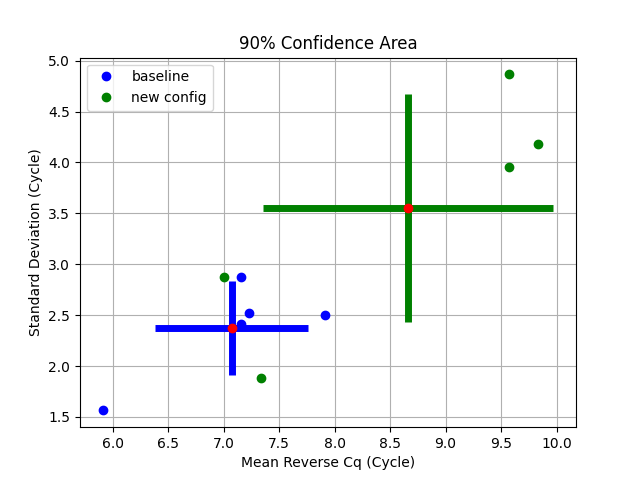 90% Confidence Area
baseline
new config
Standard Deviation (Cycle)
5.0
4.5
4.0
3.5
3.0
2.5
2.0
1.5
6.0 6.5 7.0 7.5 8.0 8.5 9.0 9.5 10.0
Mean Reverse Cq (Cycle)